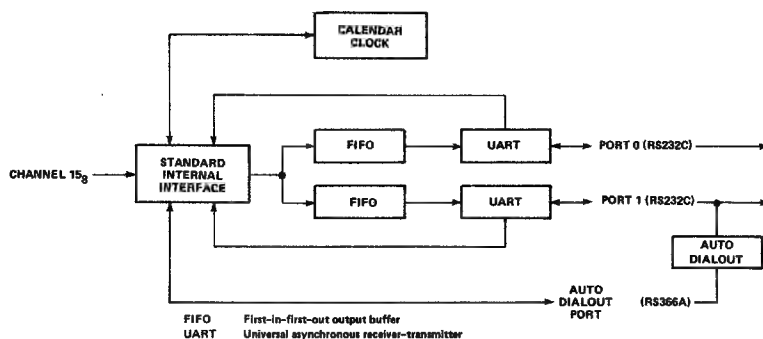 CALENDAR
CLOCK
FIFO
UART
PORT 0 (RS232C)
CHANNEL 15₈
STANDARD
INTERNAL
INTERFACE
FIFO
UART
PORT 1 (RS232C)
AUTO
DIALOUT
AUTO
DIALOUT
PORT
(RS366A)
FIFO First-in-first-out output buffer
UART Universal asynchronous receiver-transmitter